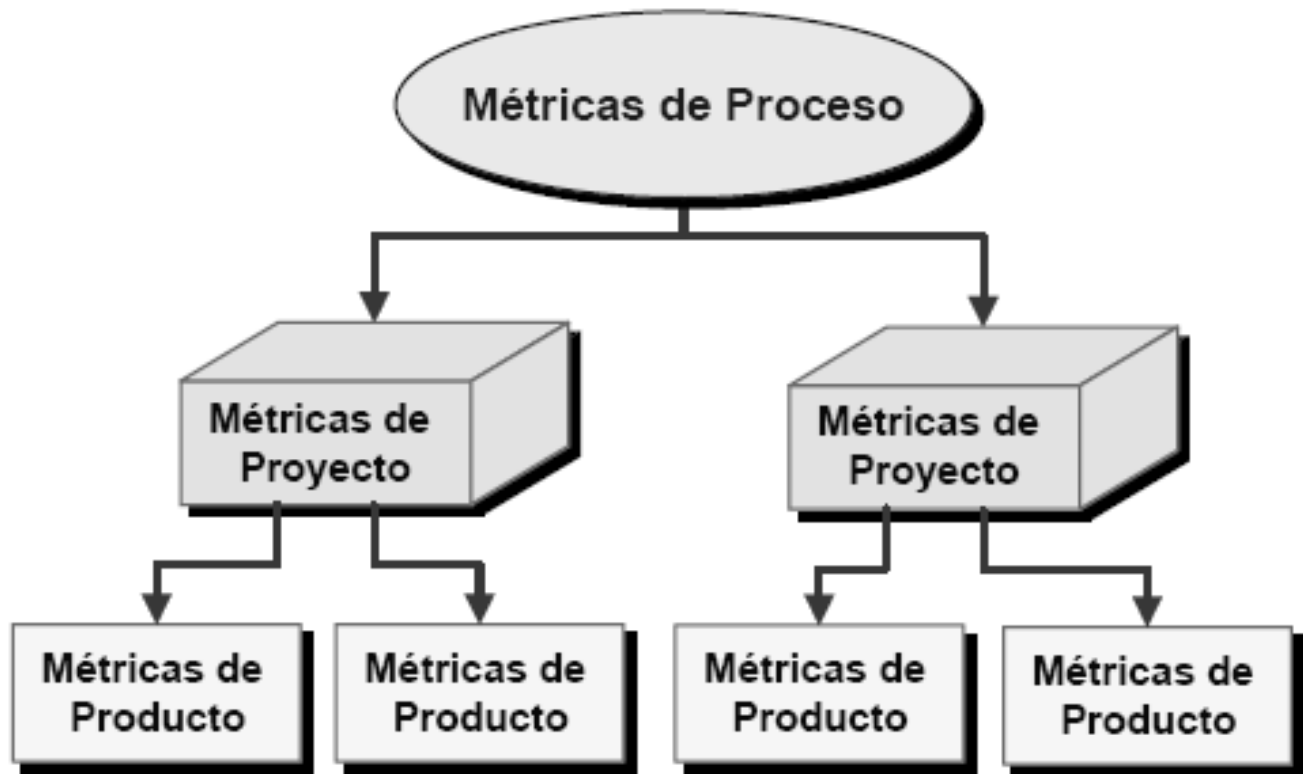 Métricas de Proceso
Métricas de
Proyecto
Métricas de
Proyecto
Métricas de
Producto
Métricas de
Producto
Métricas de
Producto
Métricas de
Producto